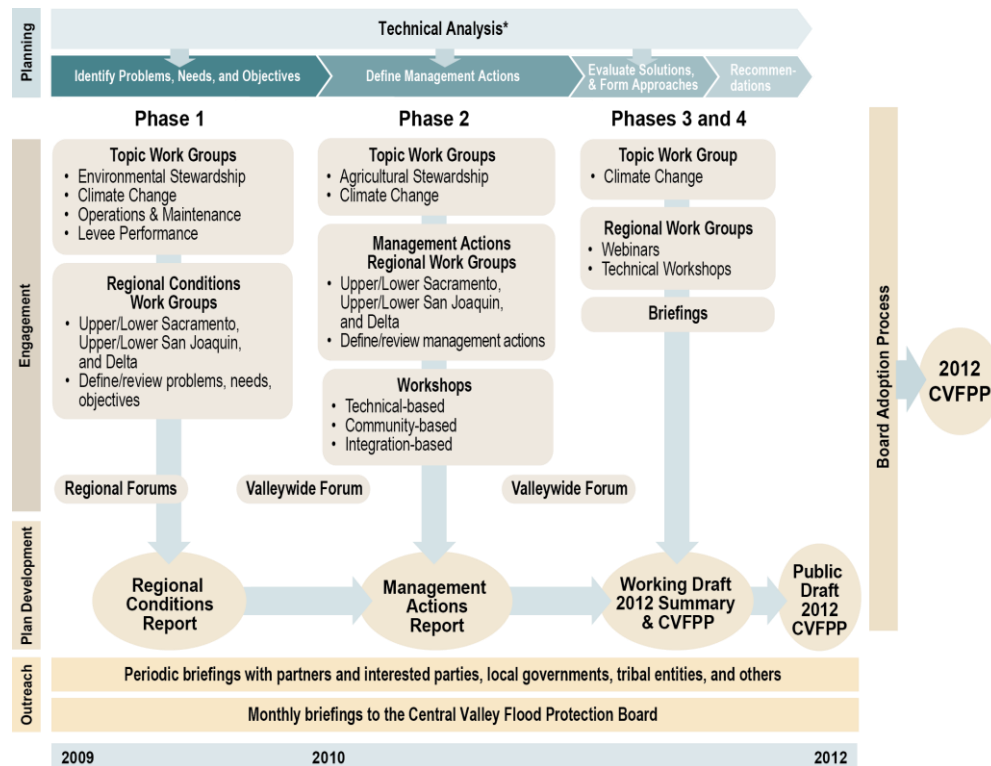 Planning
Technical Analysis*
Identify Problems, Needs, and Objectives
Define Management Actions
Evaluate Solutions,
& Form Approaches
Recommen-
dations
Engagement
Phase 1
Topic Work Groups
• Environmental Stewardship
• Climate Change
• Operations & Maintenance
• Levee Performance
Regional Conditions
Work Groups
• Upper/Lower Sacramento,
Upper/Lower San Joaquin,
and Delta
• Define/review problems, needs,
objectives
Phase 2
Topic Work Groups
• Agricultural Stewardship
• Climate Change
Management Actions
Regional Work Groups
• Upper/Lower Sacramento,
Upper/Lower San Joaquin,
and Delta
• Define/review management actions
Workshops
• Technical-based
• Community-based
• Integration-based
Phases 3 and 4
Topic Work Group
• Climate Change
Regional Work Groups
• Webinars
• Technical Workshops
Briefings
Regional Forums
Valleywide Forum
Valleywide Forum
Plan Development
Regional
Conditions
Report
Management
Actions
Report
Working Draft
2012 Summary
& CVFPP
Public
Draft
2012
CVFPP
Board Adoption Process
2012
CVFPP
Outreach
Periodic briefings with partners and interested parties, local governments, tribal entities, and others
Monthly briefings to the Central Valley Flood Protection Board
2009
2010
2012